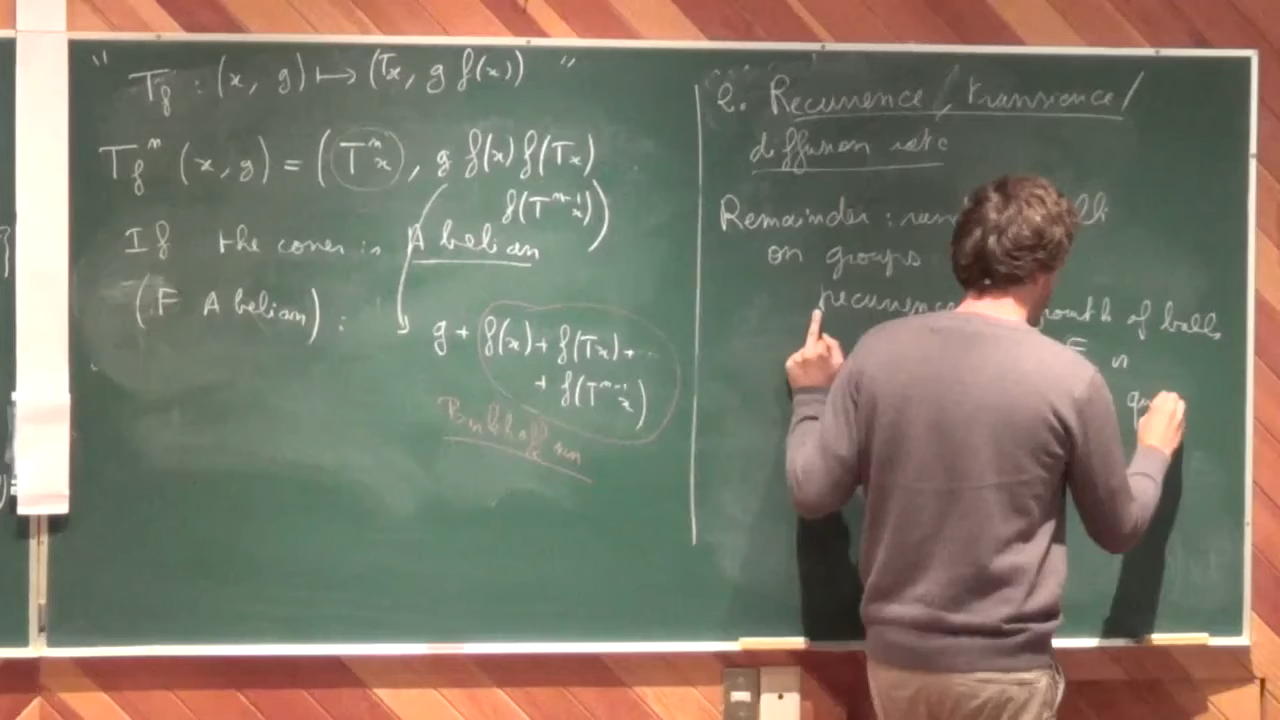 " T_f : (x, g) ↦ (Tx, g f(x)) "
T_f^n (x, g) = (T^n x, g f(x) f(Tx)
f(T^{n-1} x))
If the cover is Abelian
(F Abelian) :
g + f(x) + f(Tx) + ...
+ f(T^{n-1} x)
Birkhoff sum
2. Recurrence / transience /
diffusion rate
Remainder :
on groups
recurrence growth of balls